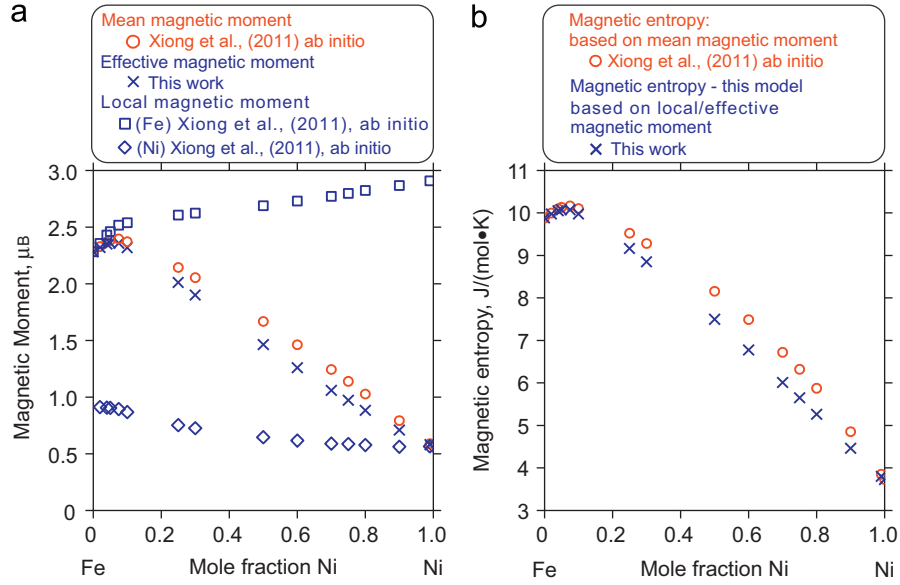 a
Mean magnetic moment
Xiong et al., (2011) ab initio
Effective magnetic moment
This work
Local magnetic moment
(Fe) Xiong et al., (2011), ab initio
(Ni) Xiong et al., (2011), ab initio
3.0
2.5
2.0
1.5
1.0
0.5
0
Magnetic Moment, μB
0 0.2 0.4 0.6 0.8 1.0
Fe Mole fraction Ni Ni
b
Magnetic entropy:
based on mean magnetic moment
Xiong et al., (2011) ab initio
Magnetic entropy - this model
based on local/effective
magnetic moment
This work
11
10
9
8
7
6
5
4
3
Magnetic entropy, J/(mol•K)
0 0.2 0.4 0.6 0.8 1.0
Fe Mole fraction Ni Ni